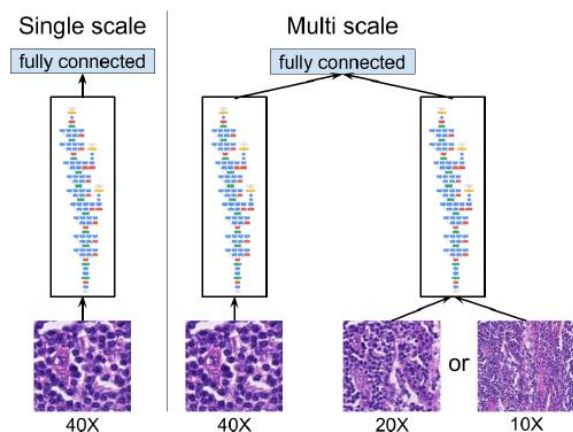 Single scale
Multi scale
fully connected
fully connected
or
40X
40X
20X
10X